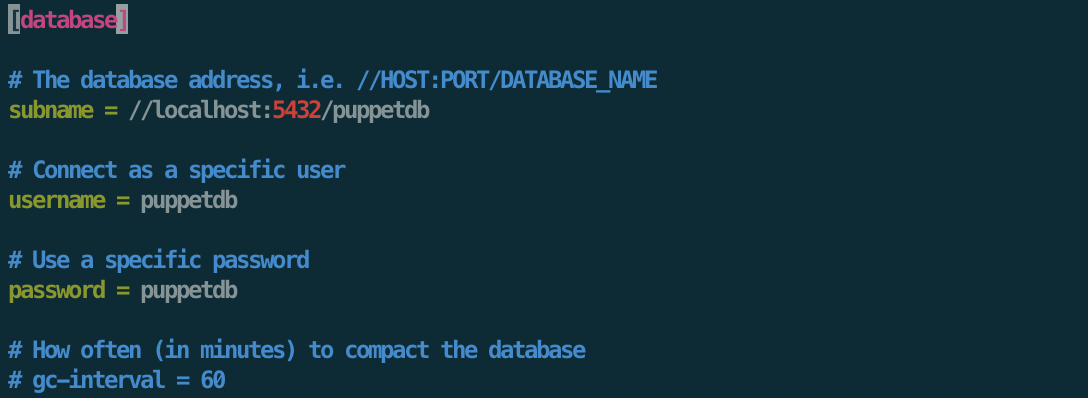 [database]
# The database address, i.e. //HOST:PORT/DATABASE_NAME
subname = //localhost:5432/puppetdb
# Connect as a specific user
username = puppetdb
# Use a specific password
password = puppetdb
# How often (in minutes) to compact the database
# gc-interval = 60